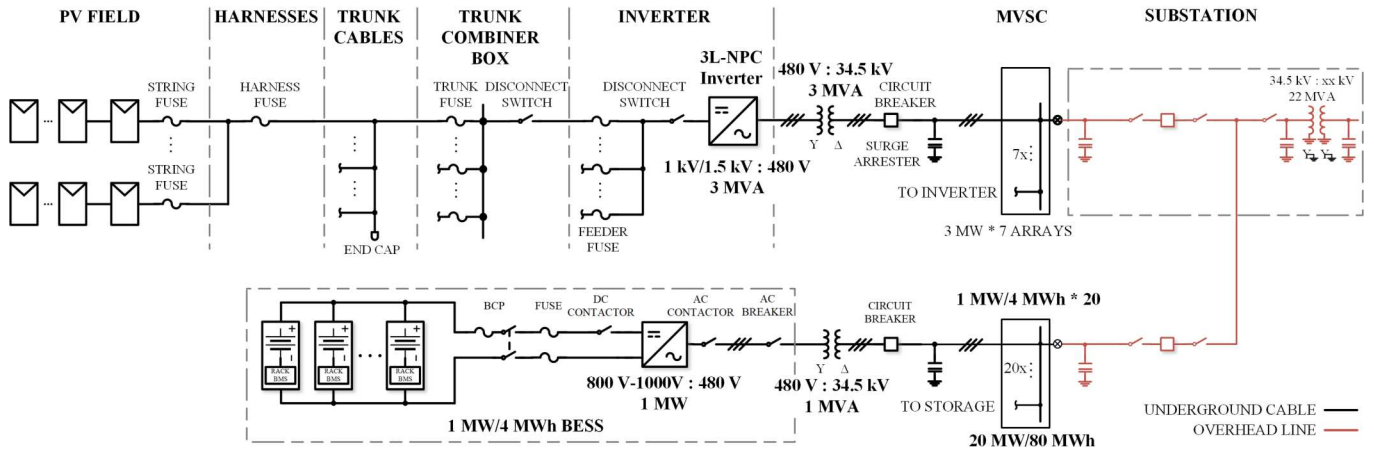 PV FIELD
HARNESSES
TRUNK
CABLES
TRUNK
COMBINER
BOX
INVERTER
MVSC
SUBSTATION
STRING
FUSE
HARNESS
FUSE
TRUNK
FUSE
DISCONNECT
SWITCH
DISCONNECT
SWITCH
3L-NPC
Inverter
480 V : 34.5 kV
3 MVA
CIRCUIT
BREAKER
34.5 kV : xx kV
22 MVA
Y Δ
SURGE
ARRESTER
7x
Y Y
STRING
FUSE
1 kV/1.5 kV : 480 V
3 MVA
TO INVERTER
END CAP
FEEDER
FUSE
3 MW * 7 ARRAYS
BCP
FUSE
DC
CONTACTOR
AC
CONTACTOR
AC
BREAKER
CIRCUIT
BREAKER
1 MW/4 MWh * 20
+ + +
- - -
RACK
BMS
RACK
BMS
RACK
BMS
Y Δ
20x
800 V-1000V : 480 V
1 MW
480 V : 34.5 kV
1 MVA
TO STORAGE
1 MW/4 MWh BESS
20 MW/80 MWh
UNDERGROUND CABLE
OVERHEAD LINE